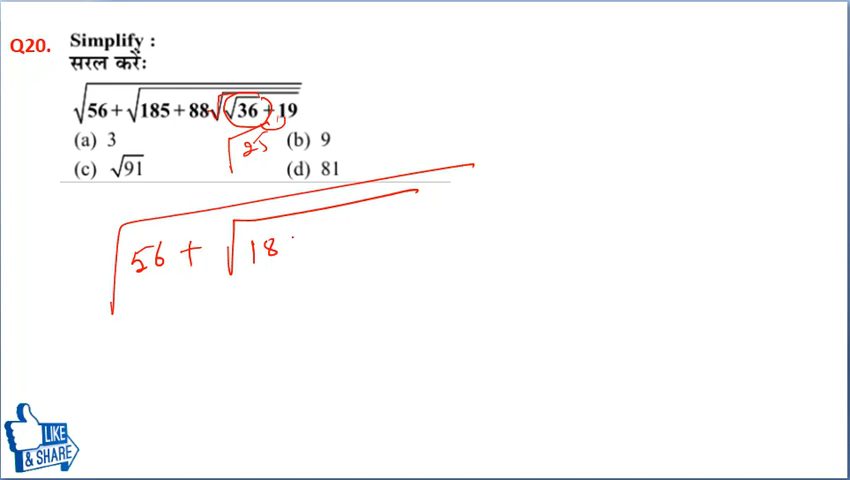 Q20. Simplify :
सरल करें:
√56+√185+88√√36+19
√25
(a) 3 (b) 9
(c) √91 (d) 81
√56 + √18
LIKE
& SHARE